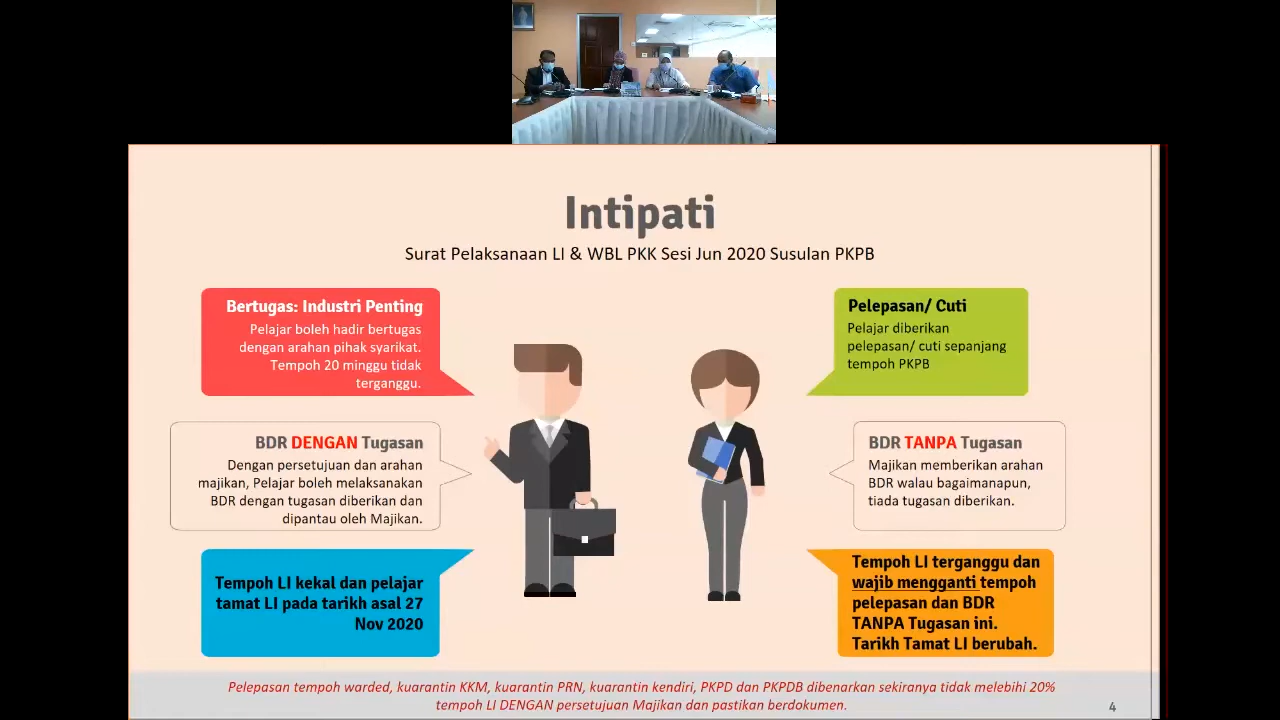 Intipati
Surat Pelaksanaan LI & WBL PKK Sesi Jun 2020 Susulan PKPB
Bertugas: Industri Penting
Pelajar boleh hadir bertugas
dengan arahan pihak syarikat.
Tempoh 20 minggu tidak
terganggu.
Pelepasan/ Cuti
Pelajar diberikan
pelepasan/ cuti sepanjang
tempoh PKPB
BDR DENGAN Tugasan
Dengan persetujuan dan arahan
majikan, Pelajar boleh melaksanakan
BDR dengan tugasan diberikan dan
dipantau oleh Majikan.
BDR TANPA Tugasan
Majikan memberikan arahan
BDR walau bagaimanapun,
tiada tugasan diberikan.
Tempoh LI kekal dan pelajar
tamat LI pada tarikh asal 27
Nov 2020
Tempoh LI terganggu dan
wajib mengganti tempoh
pelepasan dan BDR
TANPA Tugasan ini.
Tarikh Tamat LI berubah.
Pelepasan tempoh warded, kuarantin KKM, kuarantin PRN, kuarantin kendiri, PKPD dan PKPDB dibenarkan sekiranya tidak melebihi 20%
tempoh LI DENGAN persetujuan Majikan dan pastikan berdokumen.
4